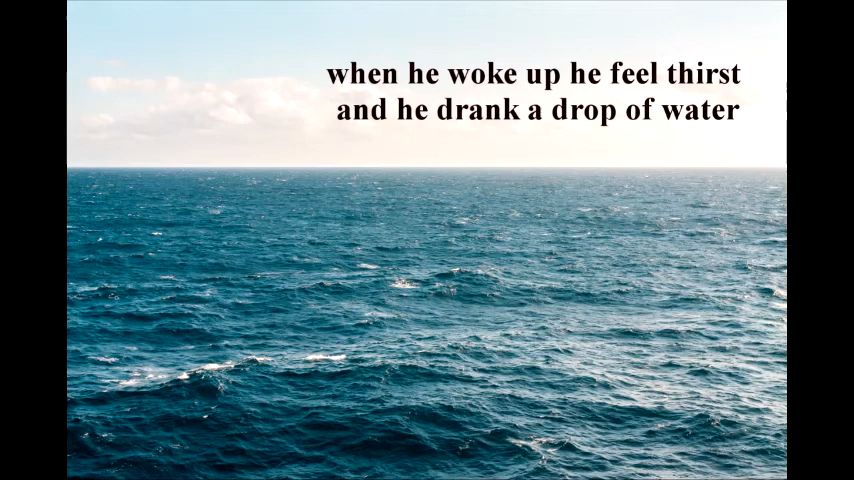 when he woke up he feel thirst
and he drank a drop of water